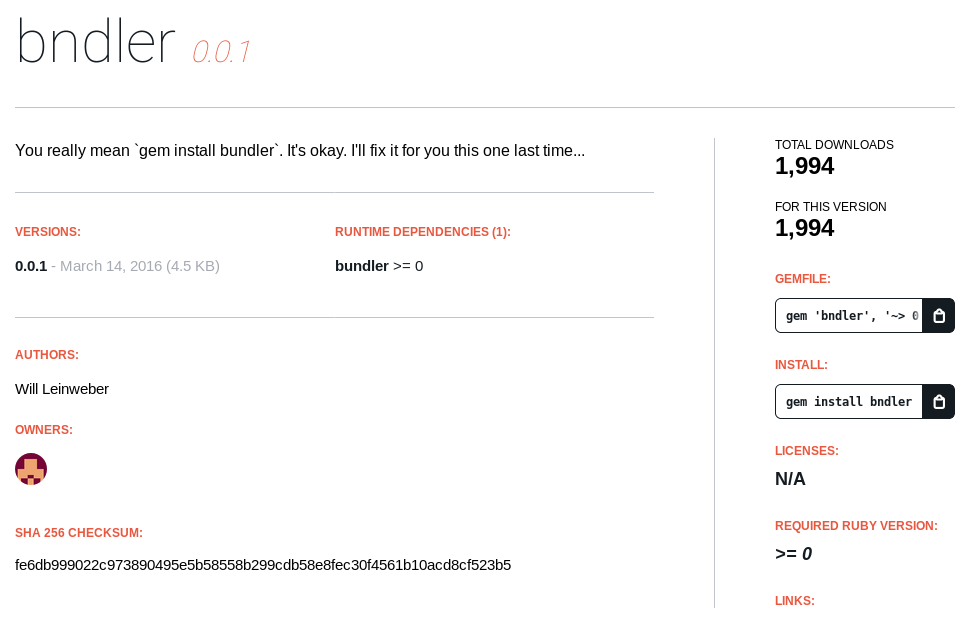 bndler 0.0.1
You really mean `gem install bundler`. It's okay. I'll fix it for you this one last time...
VERSIONS:
0.0.1 - March 14, 2016 (4.5 KB)
RUNTIME DEPENDENCIES (1):
bundler >= 0
AUTHORS:
Will Leinweber
OWNERS:
SHA 256 CHECKSUM:
fe6db999022c973890495e5b58558b299cdb58e8fec30f4561b10acd8cf523b5
TOTAL DOWNLOADS
1,994
FOR THIS VERSION
1,994
GEMFILE:
gem 'bndler', '~> 0
INSTALL:
gem install bndler
LICENSES:
N/A
REQUIRED RUBY VERSION:
>= 0
LINKS: